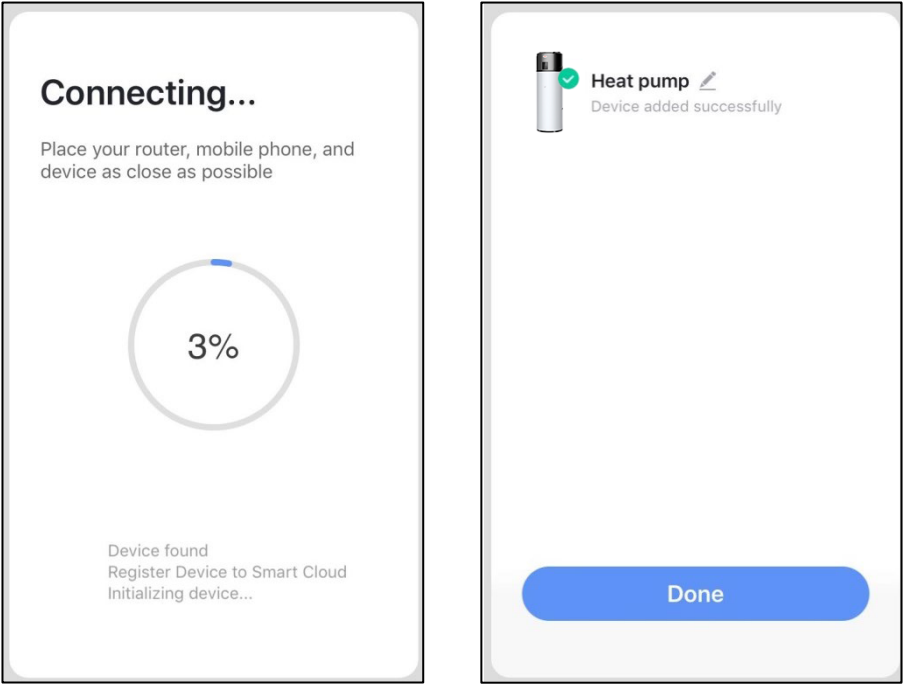 Connecting...
Place your router, mobile phone, and
device as close as possible
3%
Device found
Register Device to Smart Cloud
Initializing device...
Heat pump
Device added successfully
Done